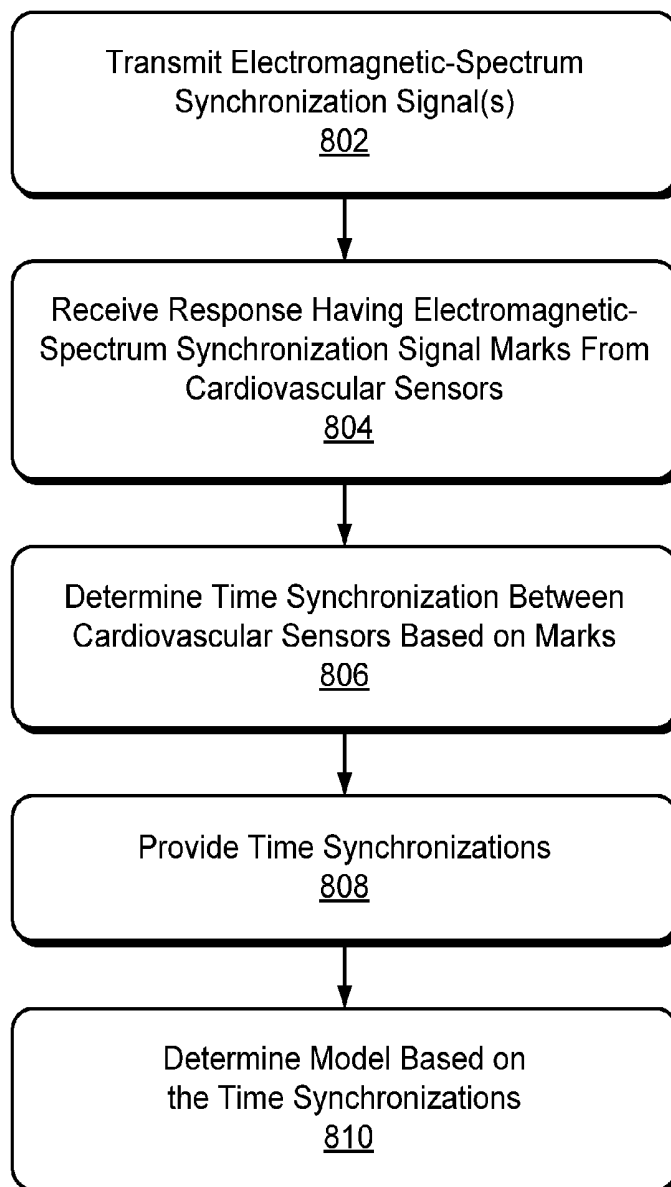 Transmit Electromagnetic-Spectrum
Synchronization Signal(s)
802
Receive Response Having Electromagnetic-
Spectrum Synchronization Signal Marks From
Cardiovascular Sensors
804
Determine Time Synchronization Between
Cardiovascular Sensors Based on Marks
806
Provide Time Synchronizations
808
Determine Model Based on
the Time Synchronizations
810